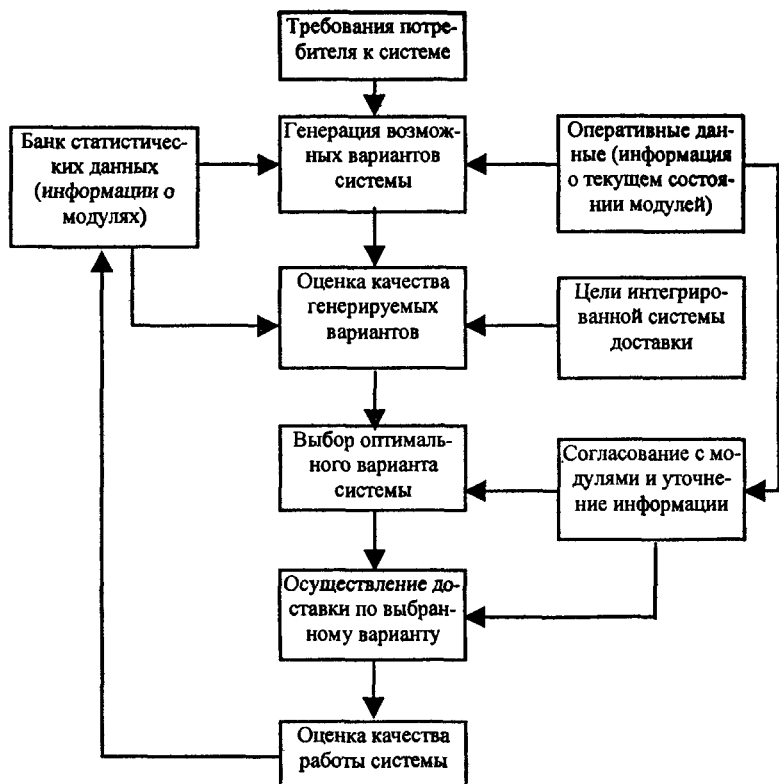 Требования потре-
бителя к системе
Банк статистичес-
ких данных
(информации о
модулях)
Генерация возмож-
ных вариантов
системы
Оперативные дан-
ные (информация
о текущем состоя-
нии модулей)
Оценка качества
генерируемых
вариантов
Цели интегриро-
ванной системы
доставки
Выбор оптималь-
ного варианта
системы
Согласование с мо-
дулями и уточне-
ние информации
Осуществление до-
ставки по выбран-
ному варианту
Оценка качества
работы системы